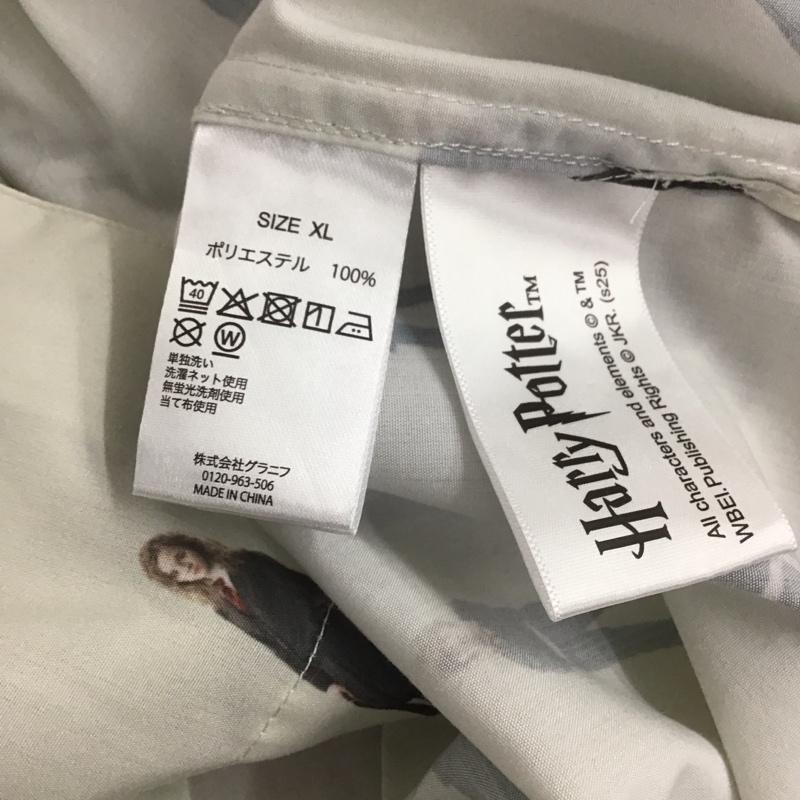 SIZE XL
ポリエステル 100%
40
W
単独洗い
洗濯ネット使用
無蛍光洗剤使用
当て布使用
株式会社グラニフ
0120-963-506
MADE IN CHINA
Harry Potter™
All characters and elements © & ™
WBEI. Publishing Rights © JKR. (s25)